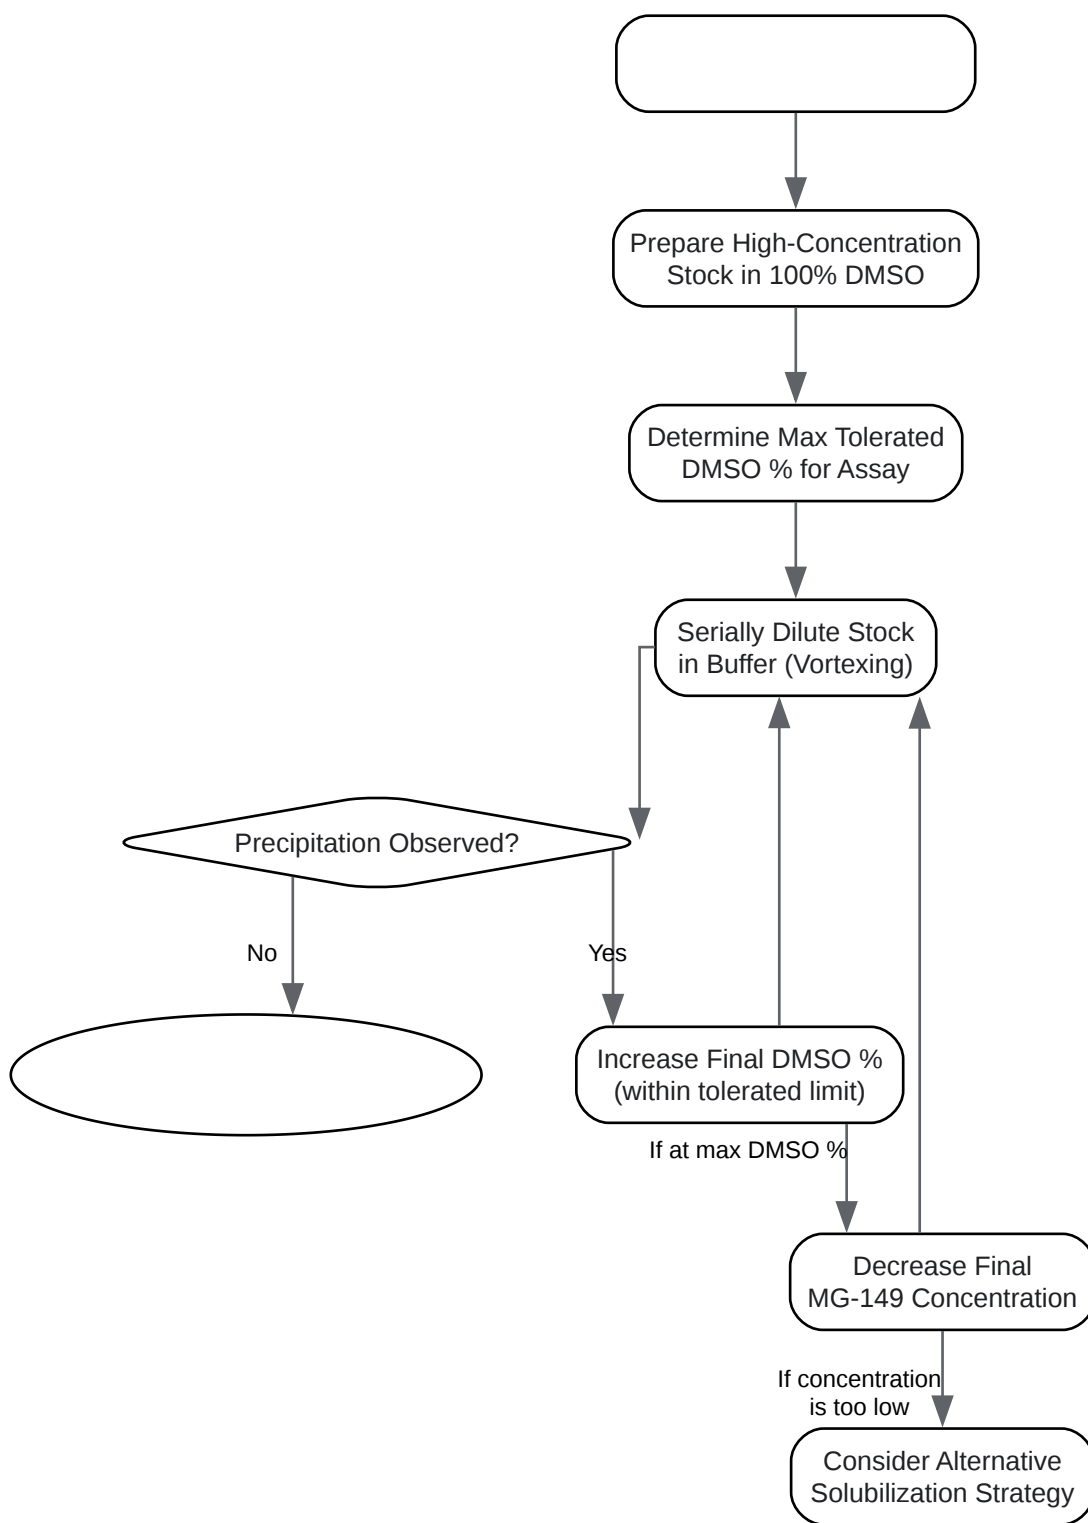 Prepare High-Concentration
Stock in 100% DMSO
Determine Max Tolerated
DMSO % for Assay
Serially Dilute Stock
in Buffer (Vortexing)
Precipitation Observed?
No
Yes
Increase Final DMSO %
(within tolerated limit)
If at max DMSO %
Decrease Final
MG-149 Concentration
If concentration
is too low
Consider Alternative
Solubilization Strategy